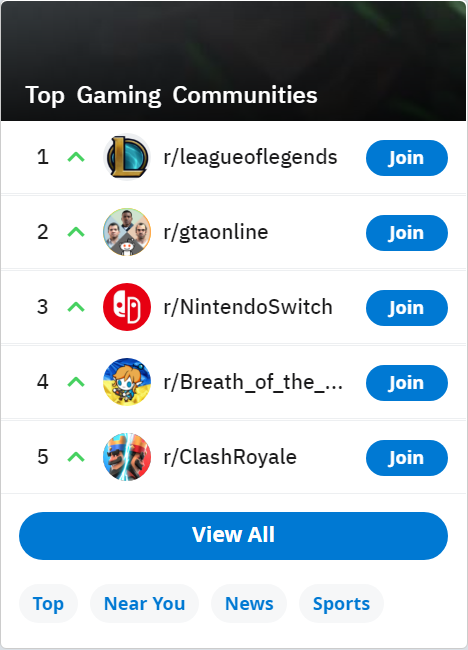 Top Gaming Communities
1 r/leagueoflegends Join
2 r/gtaonline Join
3 r/NintendoSwitch Join
4 r/Breath_of_the_... Join
5 r/ClashRoyale Join
View All
Top Near You News Sports